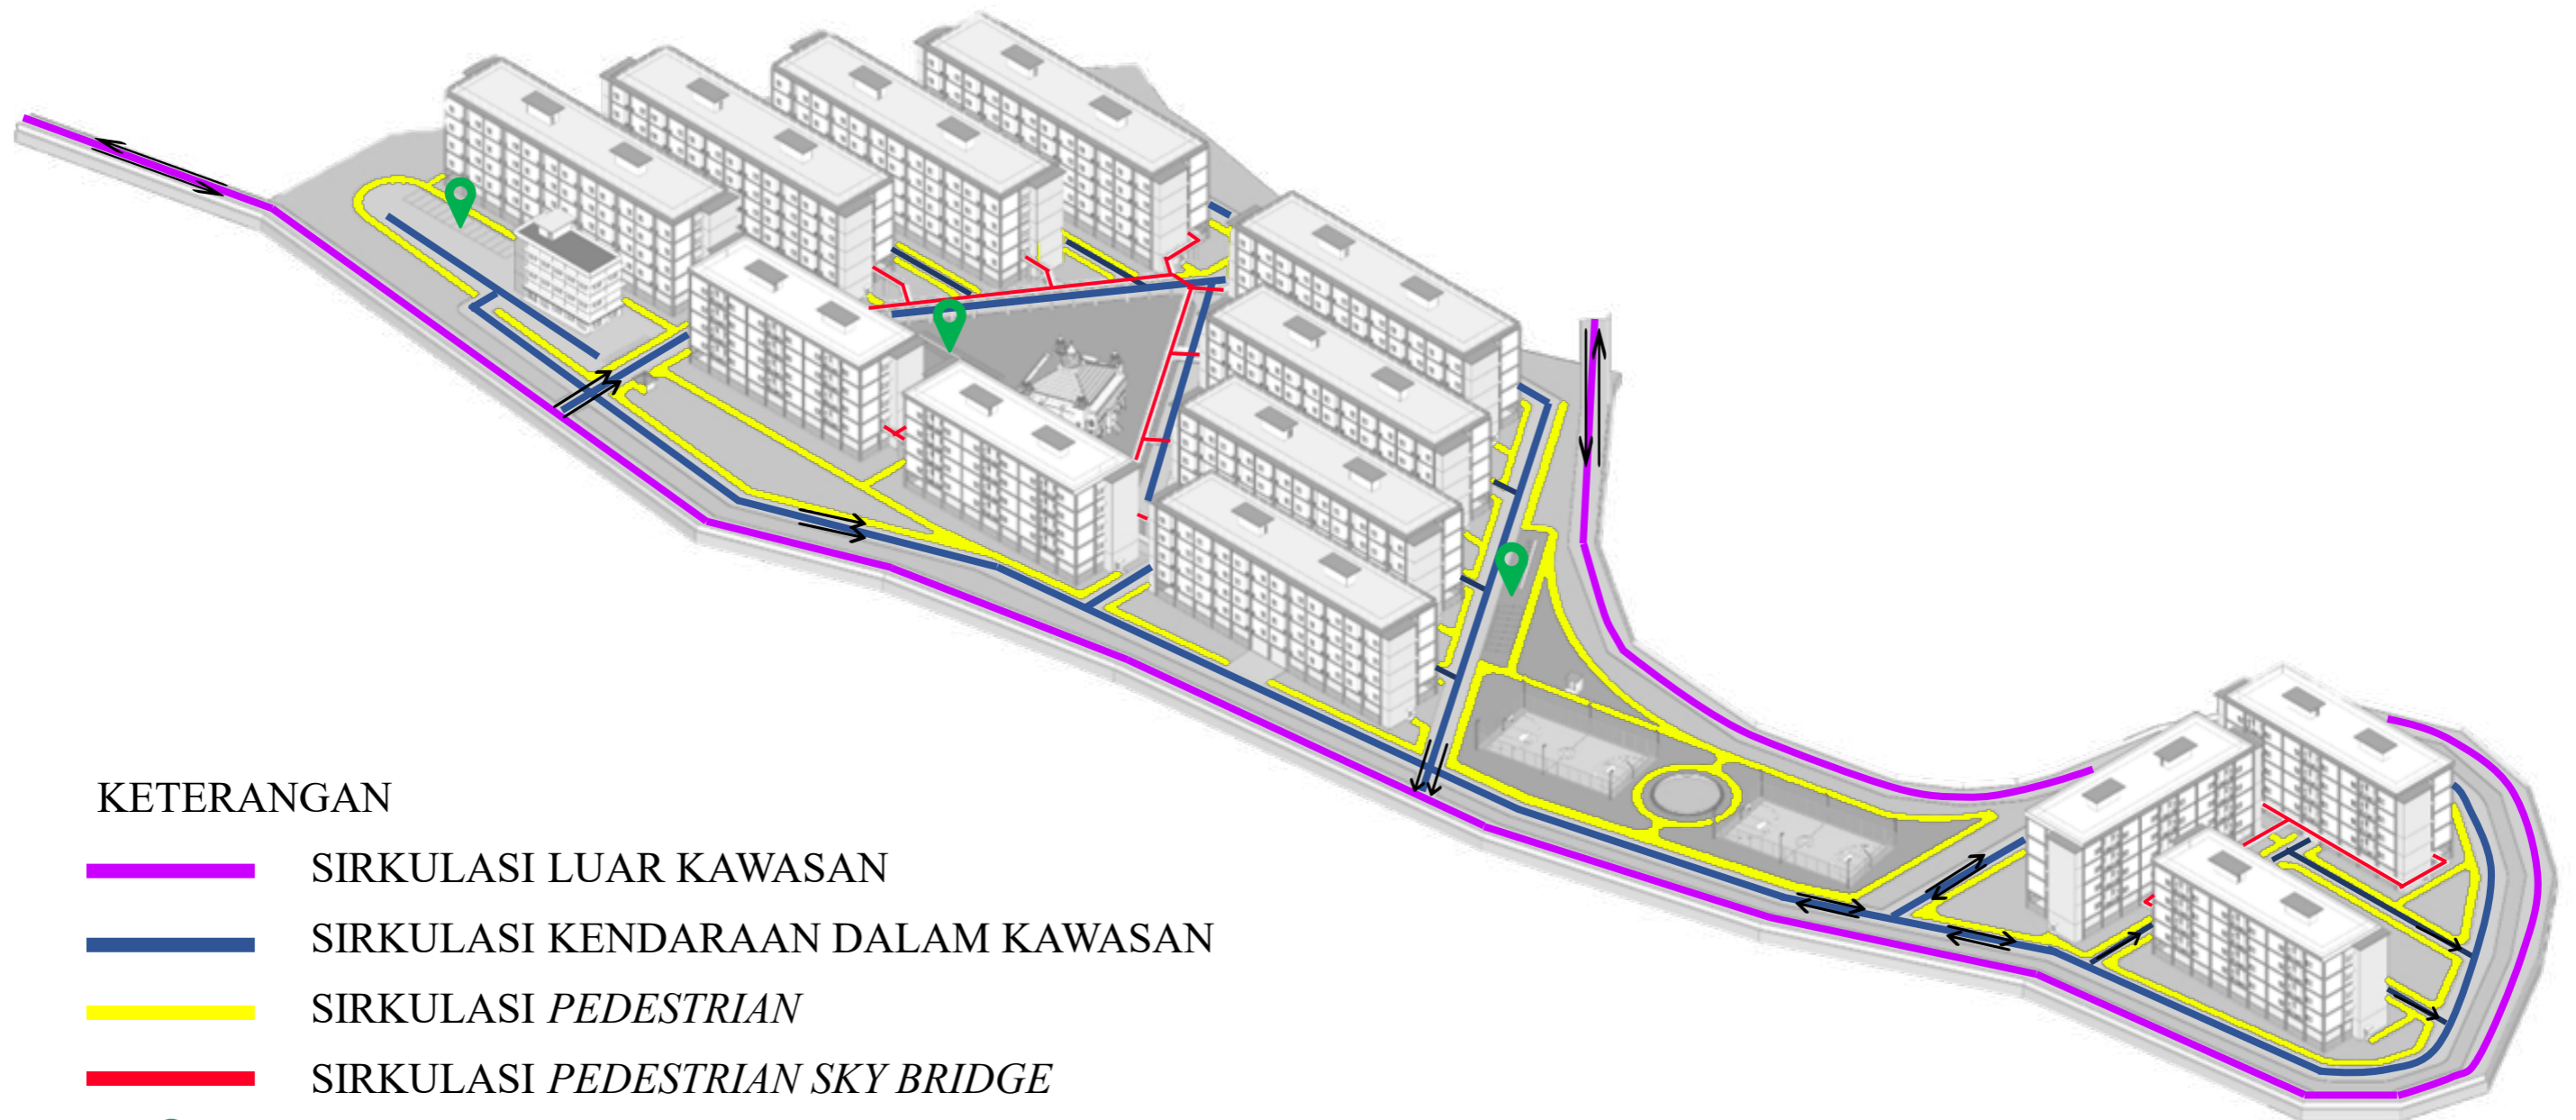 KETERANGAN
SIRKULASI LUAR KAWASAN
SIRKULASI KENDARAAN DALAM KAWASAN
SIRKULASI PEDESTRIAN
SIRKULASI PEDESTRIAN SKY BRIDGE